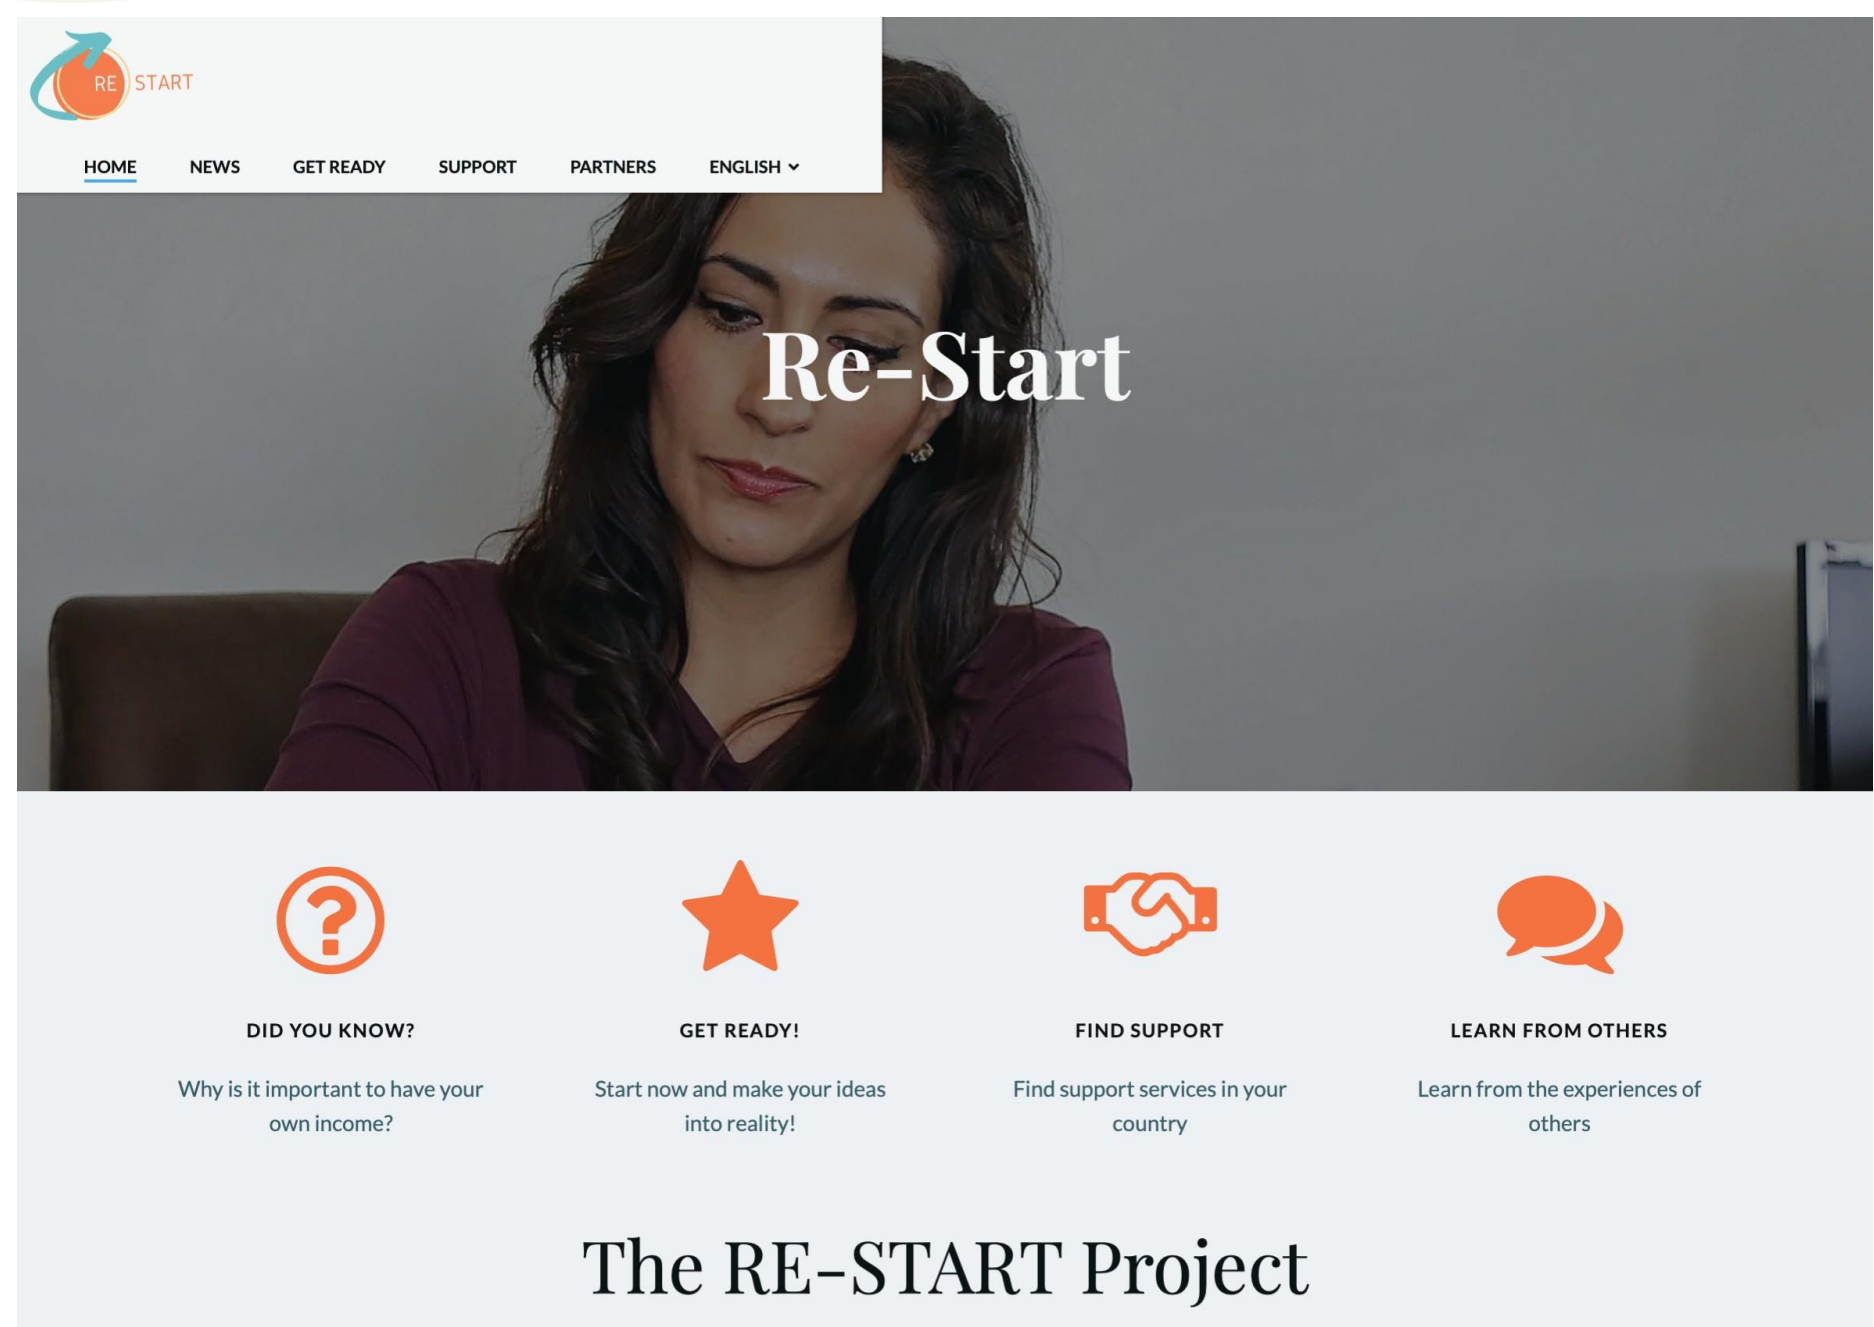 RE START
HOME NEWS GET READY SUPPORT PARTNERS ENGLISH
Re-Start
DID YOU KNOW?
Why is it important to have your
own income?
GET READY!
Start now and make your ideas
into reality!
FIND SUPPORT
Find support services in your
country
LEARN FROM OTHERS
Learn from the experiences of
others
The RE-START Project